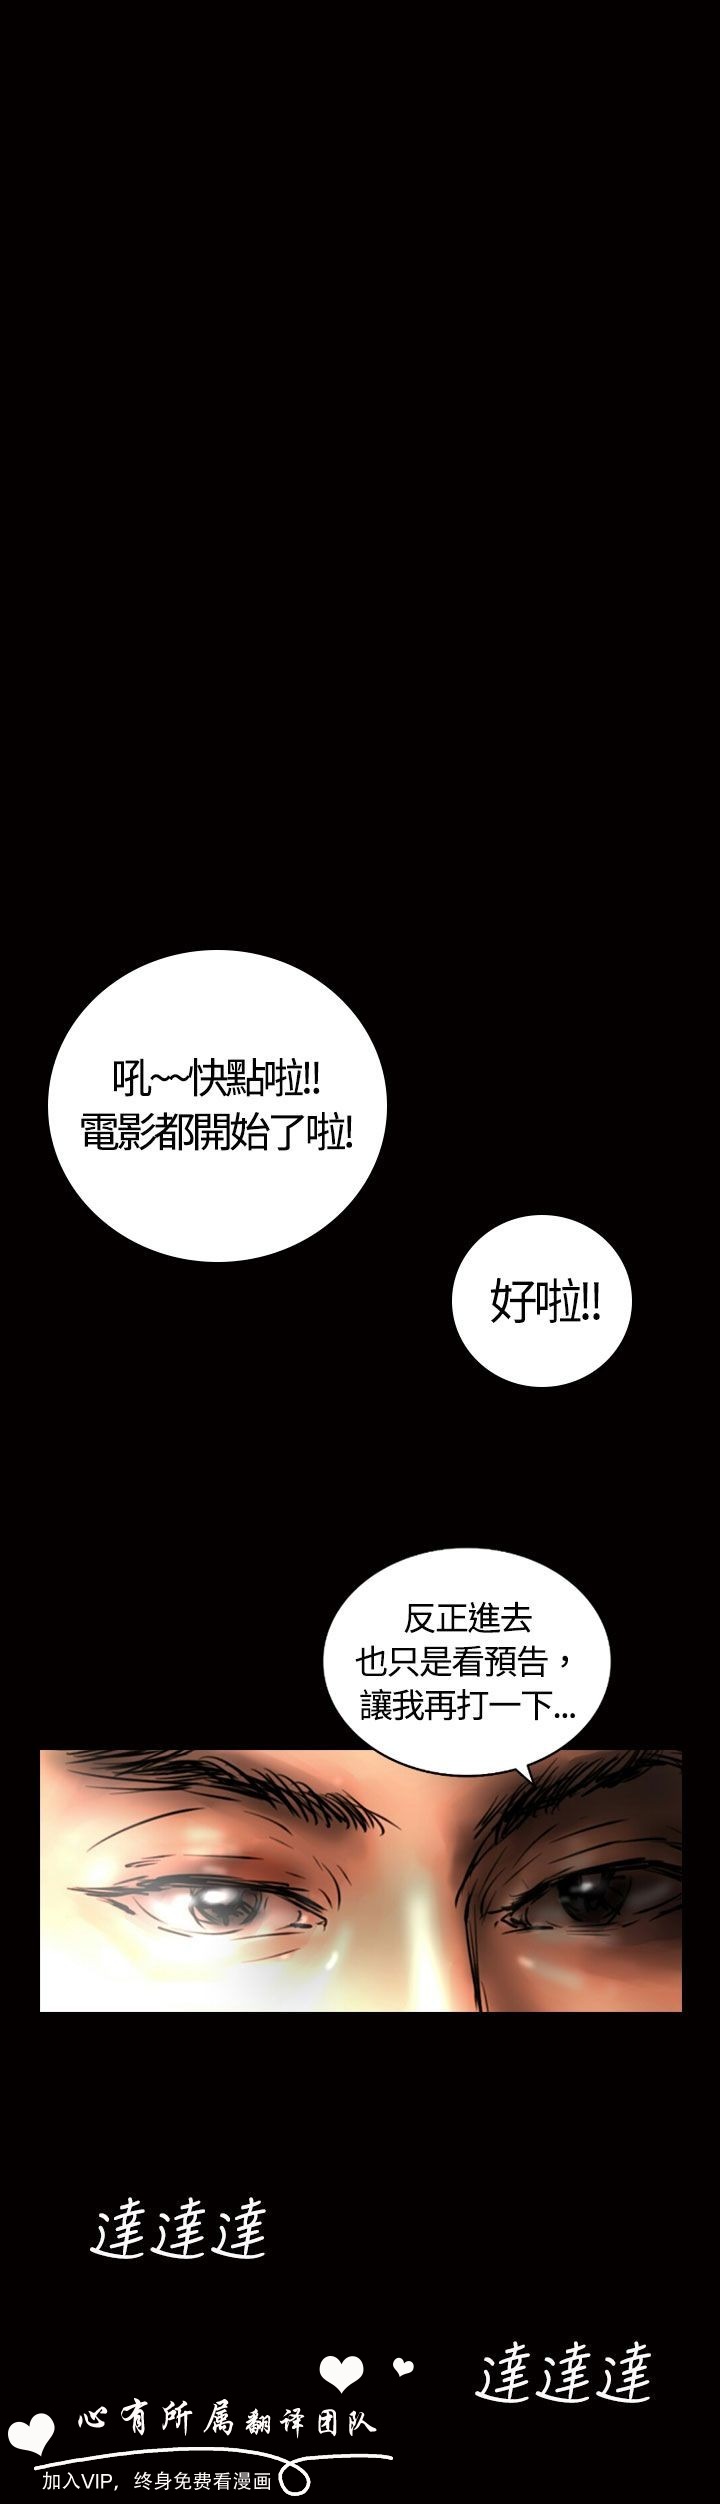 吼~~快點啦!!
電影都開始了啦!
好啦!!
反正進去
也只是看預告，
讓我再打一下...
達達達
達達達
心有所属翻译团队
加入VIP，终身免费看漫画